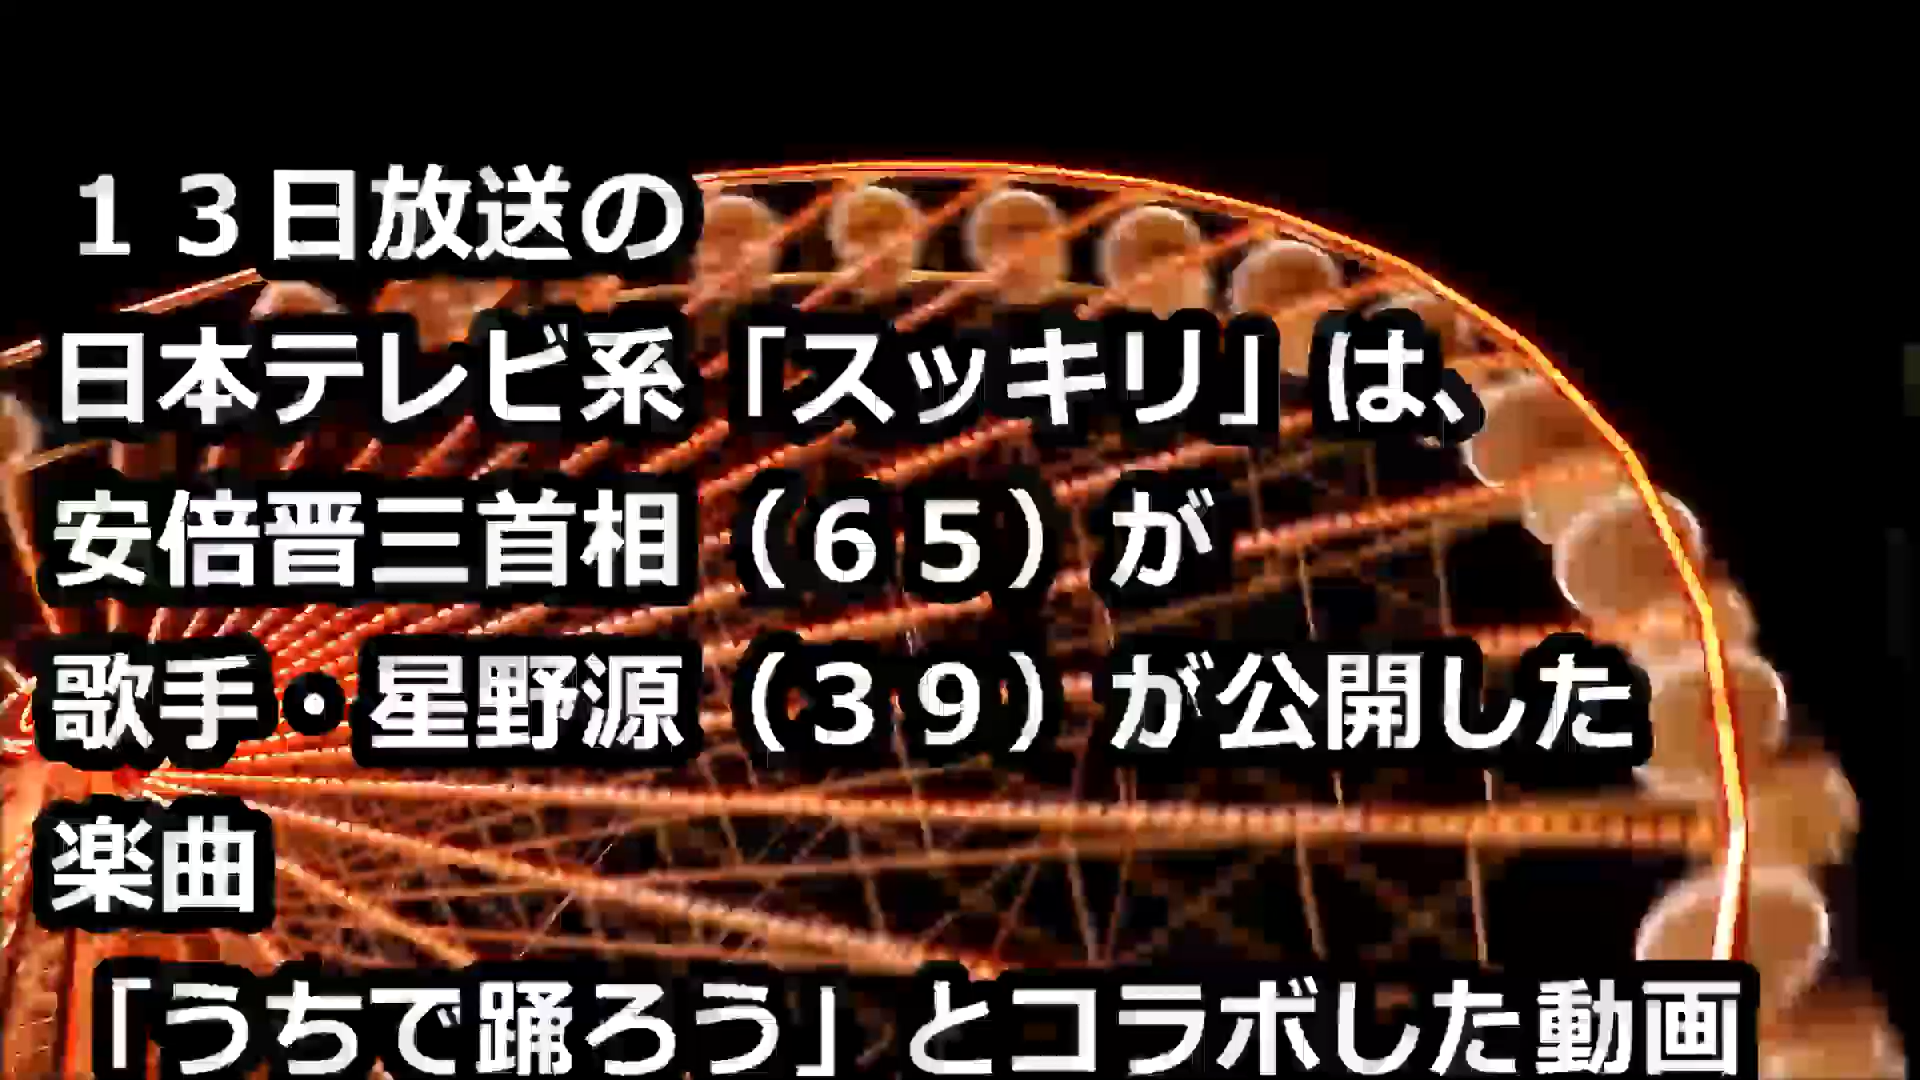 １３日放送の
日本テレビ系「スッキリ」は、
安倍晋三首相（６５）が
歌手・星野源（３９）が公開した
楽曲
「うちで踊ろう」とコラボした動画